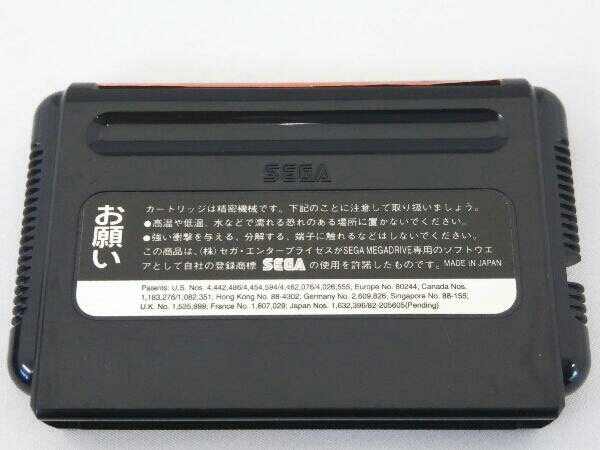 SEGA
お願い
カートリッジは精密機械です。下記のことに注意して取り扱いましょう。
●高温や低温、水などで濡れる恐れのある場所に置かないでください。
●強い衝撃を与える、分解する、端子に触れるなどはしないでください。
この商品は、(株)セガ・エンタープライゼスがSEGA MEGADRIVE専用のソフトウエ
アとして自社の登録商標 SEGA の使用を許諾したものです。 MADE IN JAPAN
Patents: U.S. Nos. 4,442,486/4,454,594/4,462,076/4,026,555; Europe No. 80244; Canada Nos.
1,183,276/1,082,351; Hong Kong No. 88-4302; Germany No. 2,609,826; Singapore No. 88-155;
U.K. No. 1,535,999; France No. 1,607,029; Japan Nos. 1,632,396/82-205605(Pending)